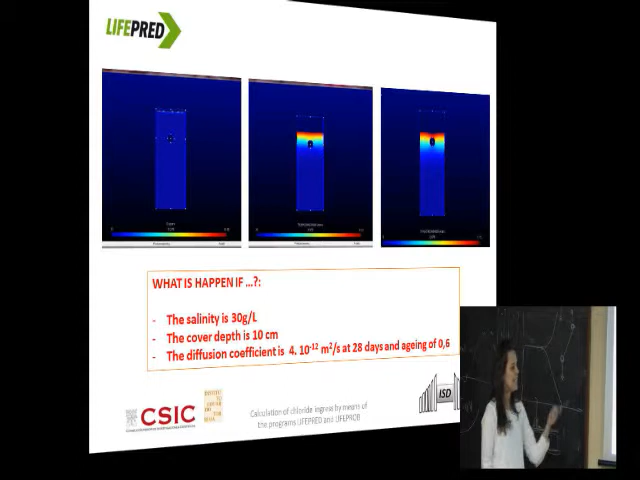 LIFEPRED
WHAT IS HAPPEN IF ...?:
- The salinity is 30g/L
- The cover depth is 10 cm
- The diffusion coefficient is 4. 10-12 m2/s at 28 days and ageing of 0,6
CSIC
ISD
Calculation of chloride ingress by means of
the programs LIFEPRED and LIFEPROB